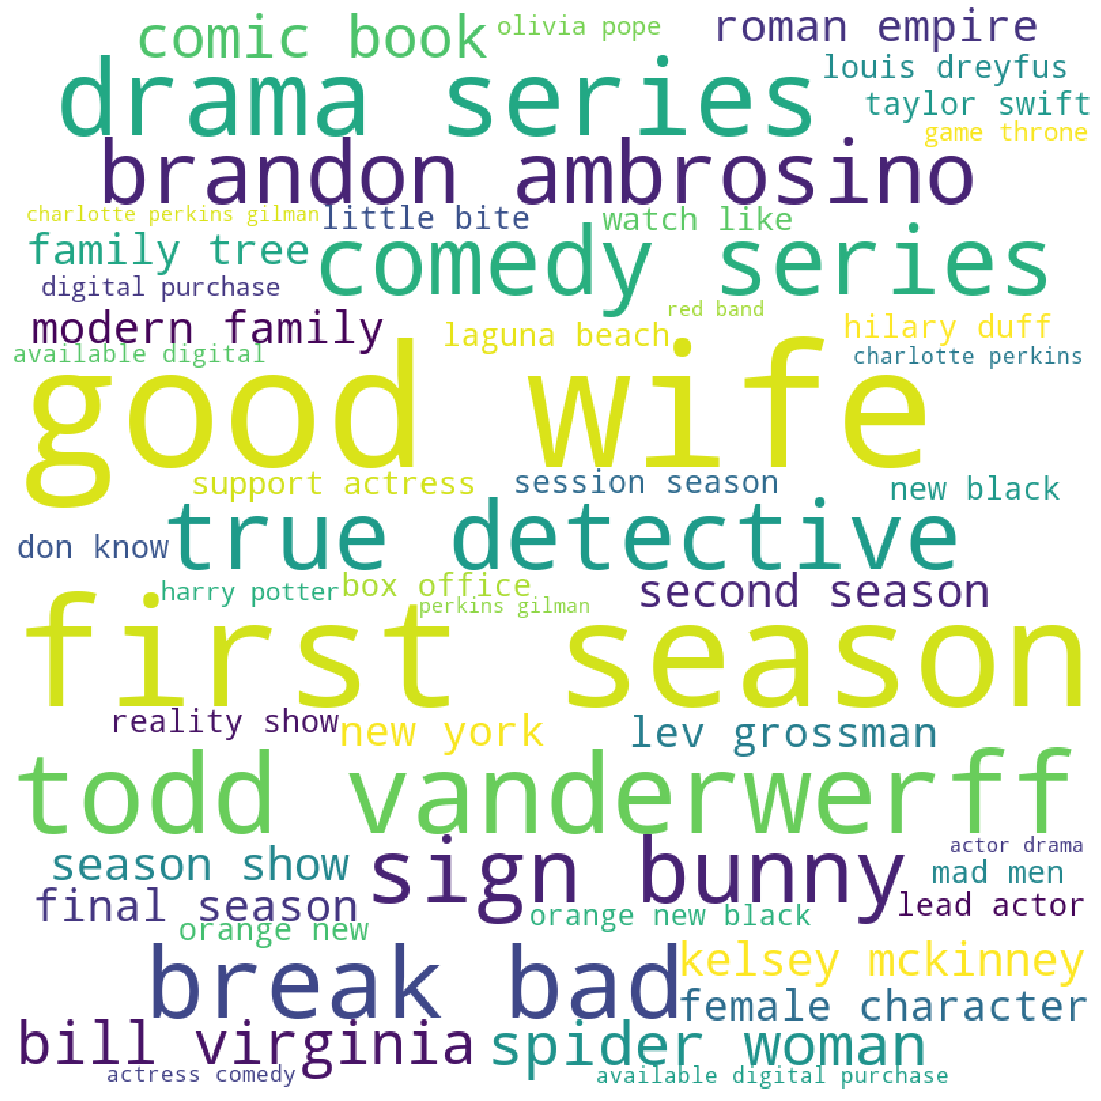 comic book
olivia pope
roman empire
drama series
louis dreyfus
taylor swift
game throne
brandon ambrosino
charlotte perkins gilman
little bite
watch like
family tree
comedy series
digital purchase
red band
modern family
laguna beach
hilary duff
available digital
charlotte perkins
good wife
support actress
session season
new black
true detective
don know
harry potter
box office
second season
perkins gilman
first season
reality show
new york
lev grossman
todd vanderwerff
season show
sign bunny
actor drama
mad men
final season
lead actor
orange new
orange new black
break bad
kelsey mckinney
female character
bill virginia
spider woman
actress comedy
available digital purchase